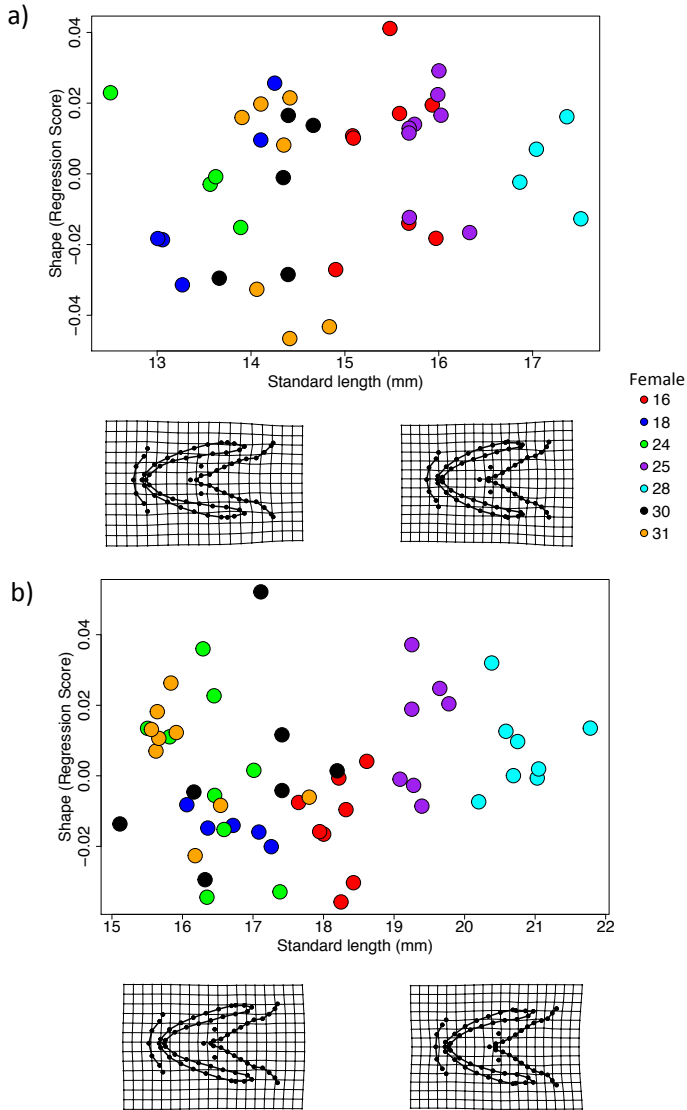 a)
Shape (Regression Score)
0.04
0.02
0.00
−0.02
−0.04
13 14 15 16 17
Standard length (mm)
Female
16
18
24
25
28
30
31
b)
Shape (Regression Score)
0.04
0.02
0.00
−0.02
15 16 17 18 19 20 21 22
Standard length (mm)